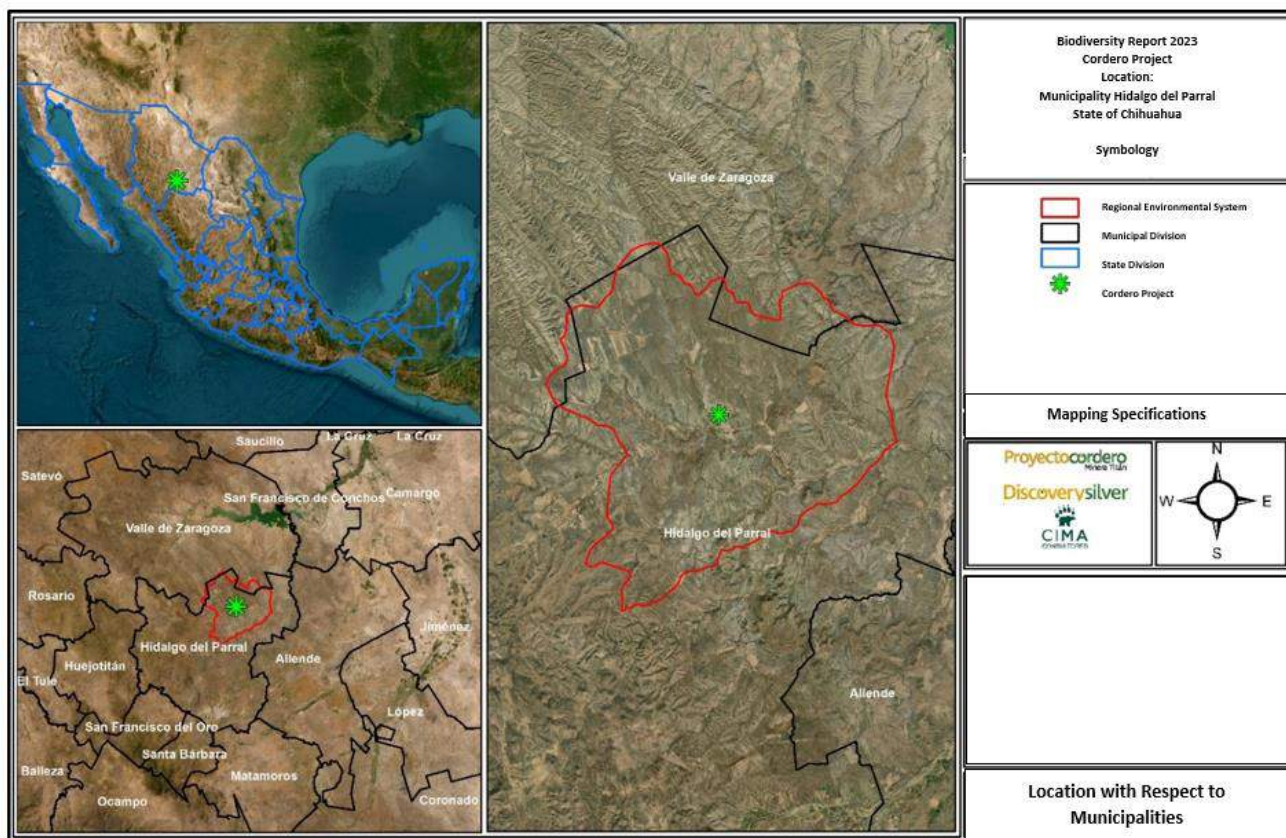 Valle de Zaragoza
Hidalgo del Parral
Allende
Saucillo
La Cruz
La Cruz
Satevó
San Francisco de Conchos
Camargo
Valle de Zaragoza
Rosario
Jiménez
Hidalgo del Parral
Allende
Huejotitán
El Tule
López
San Francisco del Oro
Santa Bárbara
Balleza
Matamoros
Ocampo
Coronado
Biodiversity Report 2023
Cordero Project
Location:
Municipality Hidalgo del Parral
State of Chihuahua
Symbology
Regional Environmental System
Municipal Division
State Division
Cordero Project
Mapping Specifications
Proyectocordero
Minera Titán
Discoverysilver
CIMA
CONSULTORES
N
W
E
S
Location with Respect to
Municipalities